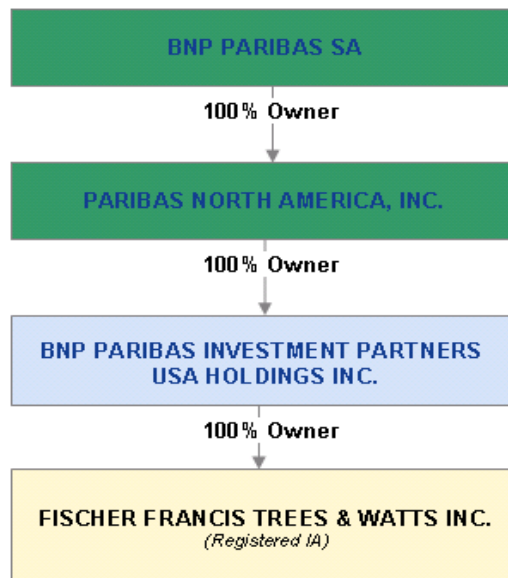 BNP PARIBAS SA
100% Owner
PARIBAS NORTH AMERICA, INC.
100% Owner
BNP PARIBAS INVESTMENT PARTNERS
USA HOLDINGS INC.
100% Owner
FISCHER FRANCIS TREES & WATTS INC.
(Registered IA)